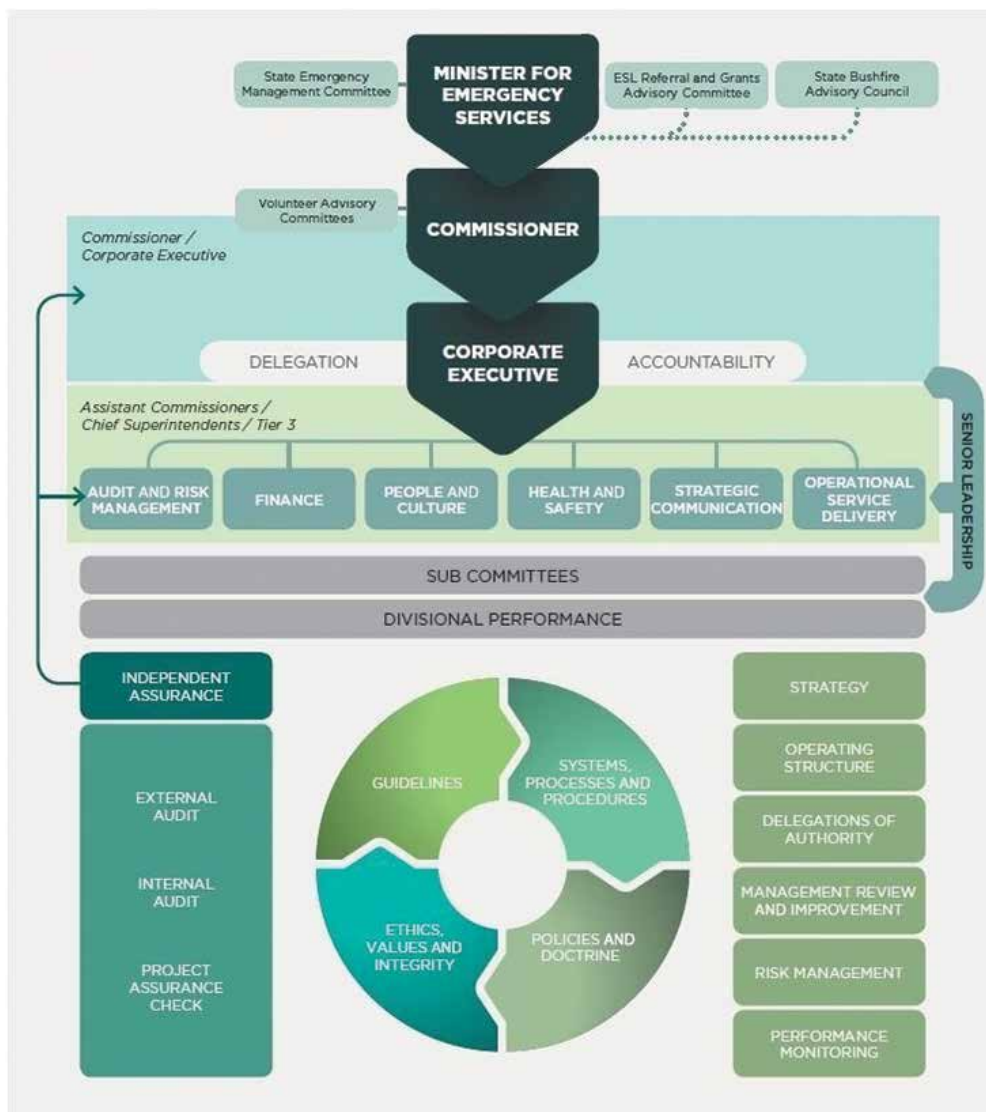 State Emergency
Management Committee
MINISTER FOR
EMERGENCY
SERVICES
ESL Referral and Grants
Advisory Committee
State Bushfire
Advisory Council
Volunteer Advisory
Committees
COMMISSIONER
Commissioner /
Corporate Executive
DELEGATION
CORPORATE
EXECUTIVE
ACCOUNTABILITY
Assistant Commissioners /
Chief Superintendents / Tier 3
AUDIT AND RISK
MANAGEMENT
FINANCE
PEOPLE AND
CULTURE
HEALTH AND
SAFETY
STRATEGIC
COMMUNICATION
OPERATIONAL
SERVICE
DELIVERY
SENIOR LEADERSHIP
SUB COMMITTEES
DIVISIONAL PERFORMANCE
INDEPENDENT
ASSURANCE
EXTERNAL
AUDIT
INTERNAL
AUDIT
PROJECT
ASSURANCE
CHECK
GUIDELINES
SYSTEMS,
PROCESSES AND
PROCEDURES
ETHICS,
VALUES AND
INTEGRITY
POLICIES AND
DOCTRINE
STRATEGY
OPERATING
STRUCTURE
DELEGATIONS OF
AUTHORITY
MANAGEMENT REVIEW
AND IMPROVEMENT
RISK MANAGEMENT
PERFORMANCE
MONITORING